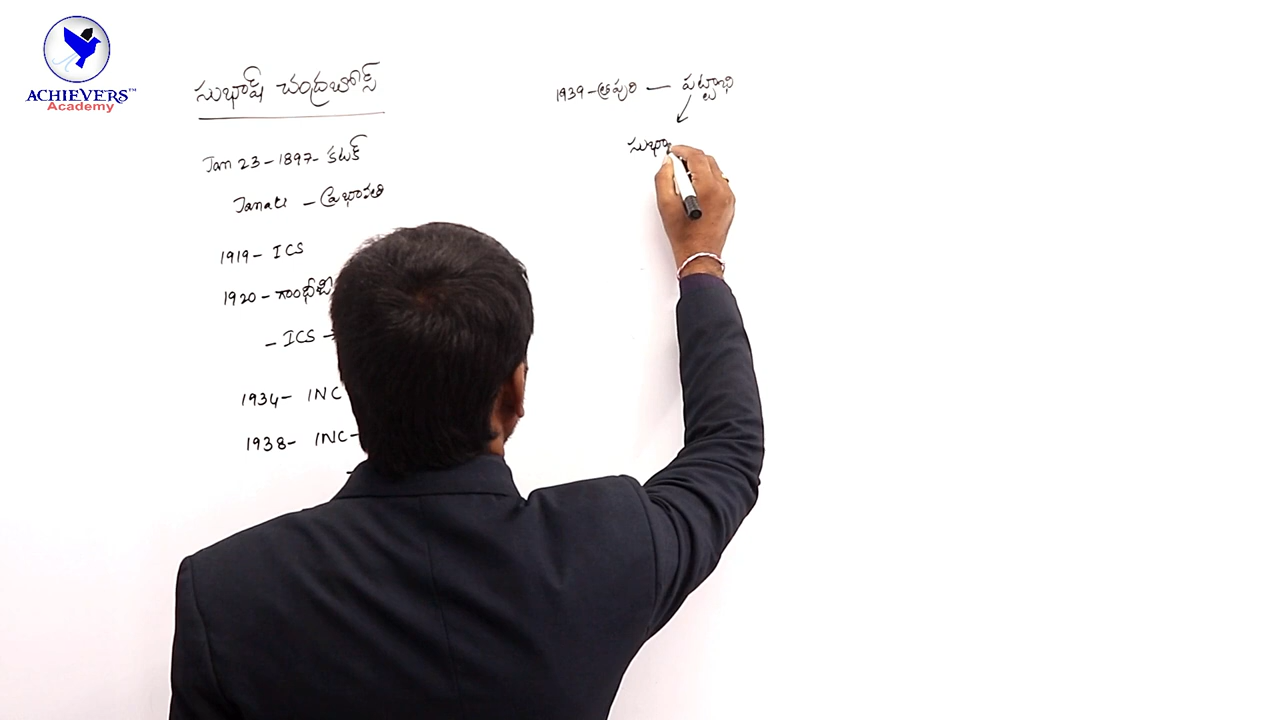 ACHIEVERS™
Academy
సుభాష్ చంద్రబోస్
Jan 23 - 1897 - కటక్
Janaki - ప్రభావతి
1919 - ICS
1920 - గాంధీజీ
- ICS -
1934 - INC
1938 - INC -
1939 - త్రిపురి — పట్టాభి
సుభా